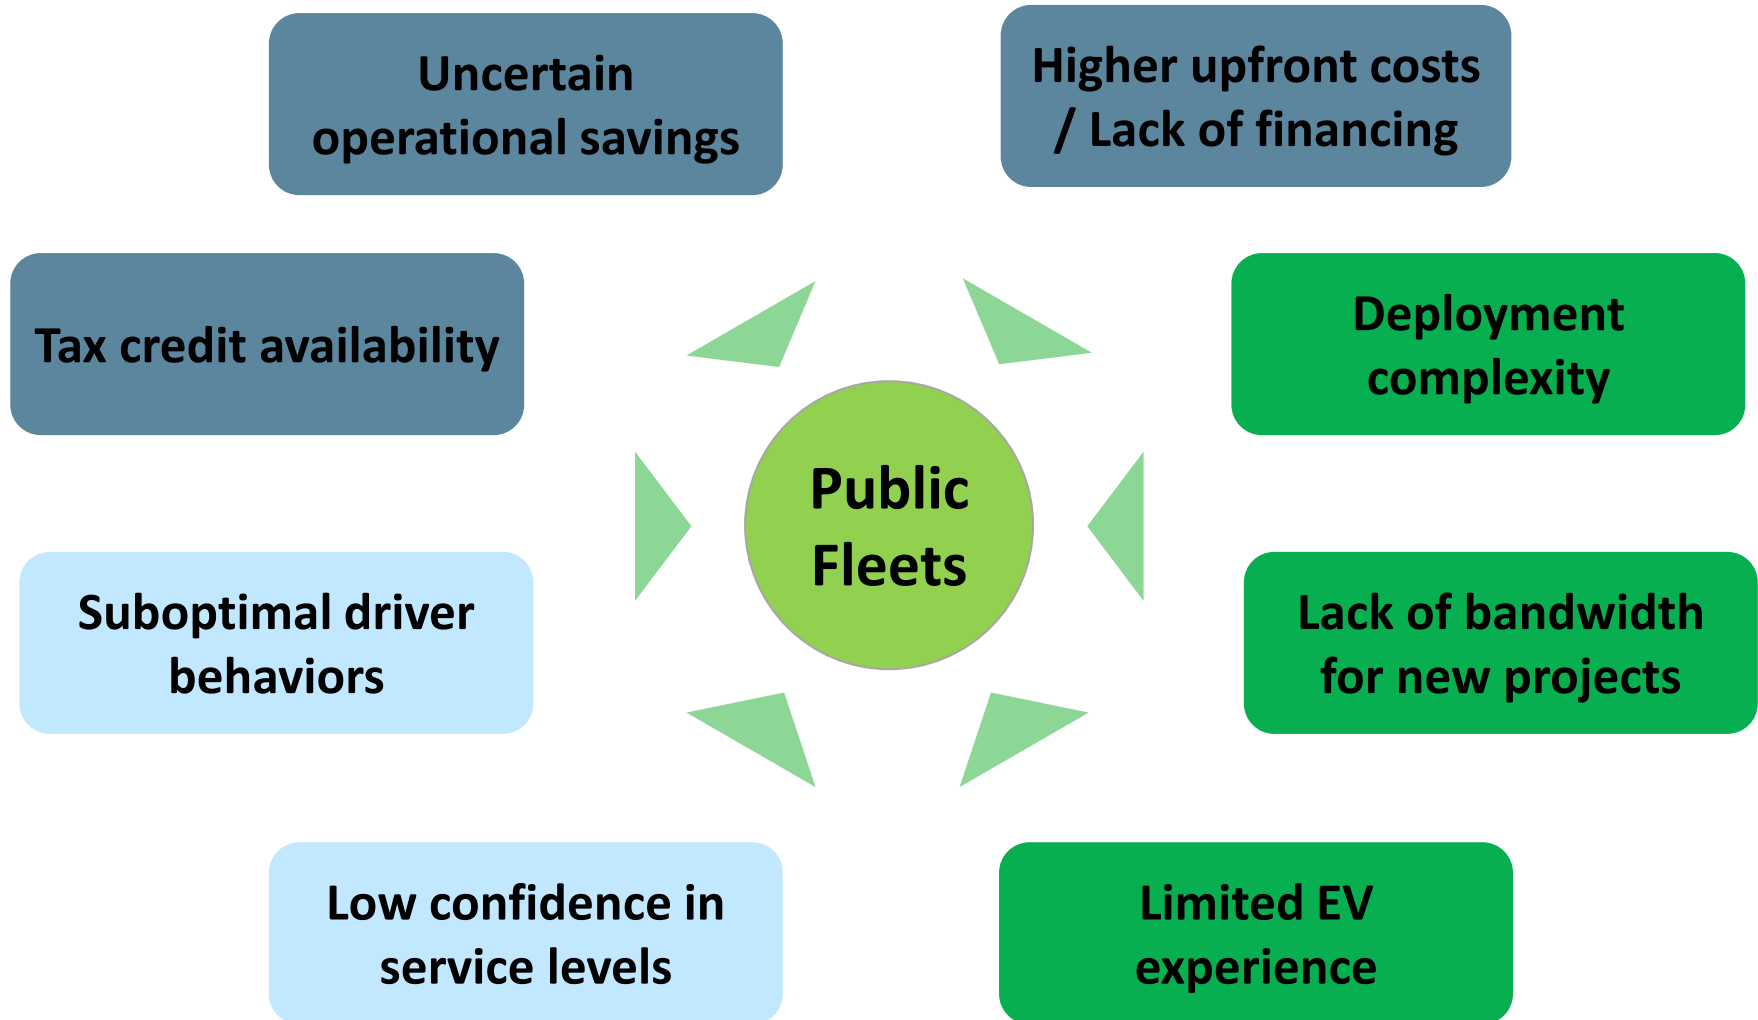 Uncertain
operational savings
Higher upfront costs
/ Lack of financing
Tax credit availability
Deployment
complexity
Public
Fleets
Suboptimal driver
behaviors
Lack of bandwidth
for new projects
Low confidence in
service levels
Limited EV
experience